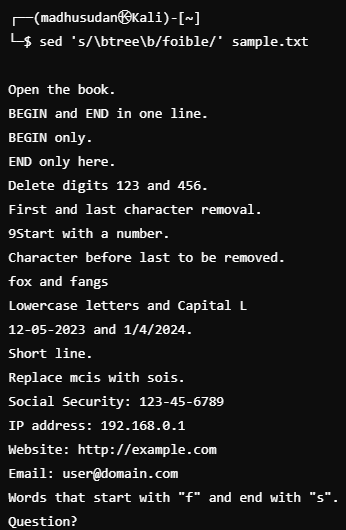 ┌──(madhusudan㉿Kali)-[~]
└─$ sed 's/\btree\b/foible/' sample.txt
Open the book.
BEGIN and END in one line.
BEGIN only.
END only here.
Delete digits 123 and 456.
First and last character removal.
9Start with a number.
Character before last to be removed.
fox and fangs
Lowercase letters and Capital L
12-05-2023 and 1/4/2024.
Short line.
Replace mcis with sois.
Social Security: 123-45-6789
IP address: 192.168.0.1
Website: http://example.com
Email: user@domain.com
Words that start with "f" and end with "s".
Question?